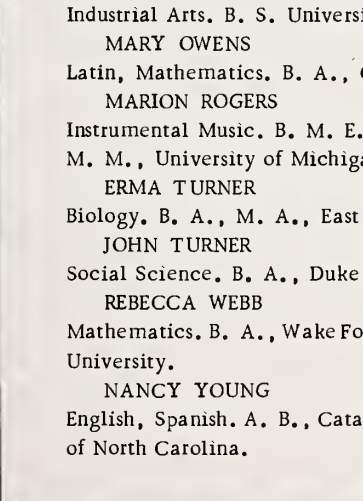 Industrial Arts. B. S. Universi
MARY OWENS
Latin, Mathematics. B. A.,
MARION ROGERS
Instrumental Music. B. M. E.
M. M., University of Michiga
ERMA TURNER
Biology. B. A., M. A., East
JOHN TURNER
Social Science. B. A., Duke
REBECCA WEBB
Mathematics. B. A., Wake Fo
University.
NANCY YOUNG
English, Spanish. A. B., Cata
of North Carolina.